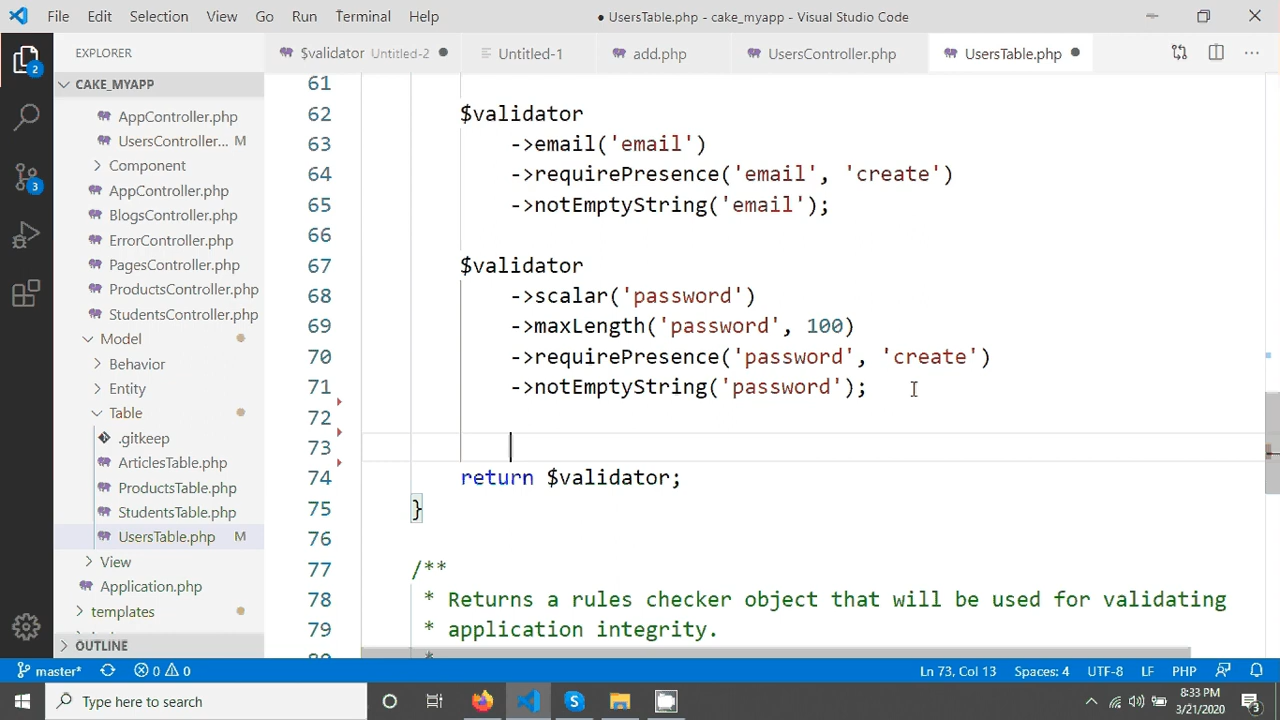 File Edit Selection View Go Run Terminal Help
● UsersTable.php - cake_myapp - Visual Studio Code
EXPLORER
$validator Untitled-2 ●
Untitled-1
add.php
UsersController.php
UsersTable.php ●
2
CAKE_MYAPP
AppController.php
UsersController... M
Component
AppController.php
BlogsController.php
ErrorController.php
PagesController.php
ProductsController.php
StudentsController.php
Model
Behavior
Entity
Table
.gitkeep
ArticlesTable.php
ProductsTable.php
StudentsTable.php
UsersTable.php M
View
Application.php
templates
OUTLINE
3
61
62 $validator
63 ->email('email')
64 ->requirePresence('email', 'create')
65 ->notEmptyString('email');
66
67 $validator
68 ->scalar('password')
69 ->maxLength('password', 100)
70 ->requirePresence('password', 'create')
71 ->notEmptyString('password');
72
73
74 return $validator;
75 }
76
77 /**
78 * Returns a rules checker object that will be used for validating
79 * application integrity.
80 *
master* 0 0 Ln 73, Col 13 Spaces: 4 UTF-8 LF PHP
Type here to search
8:33 PM
3/21/2020
3